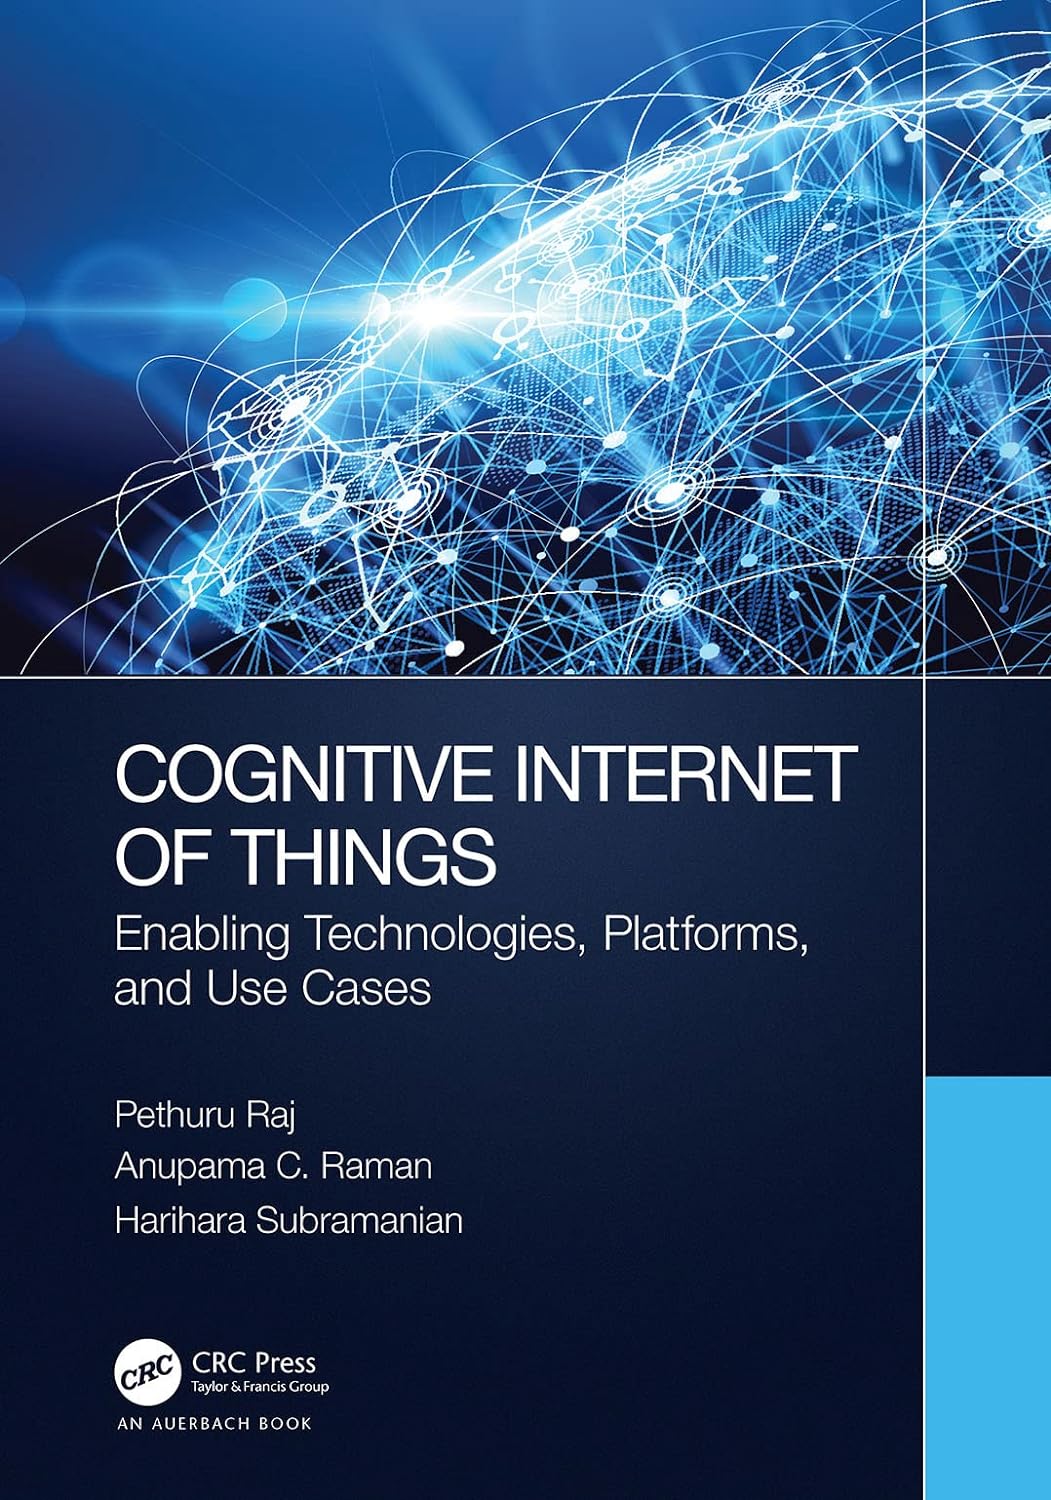 COGNITIVE INTERNET
OF THINGS
Enabling Technologies, Platforms,
and Use Cases
Pethuru Raj
Anupama C. Raman
Harihara Subramanian
CRC
CRC Press
Taylor & Francis Group
AN AUERBACH BOOK